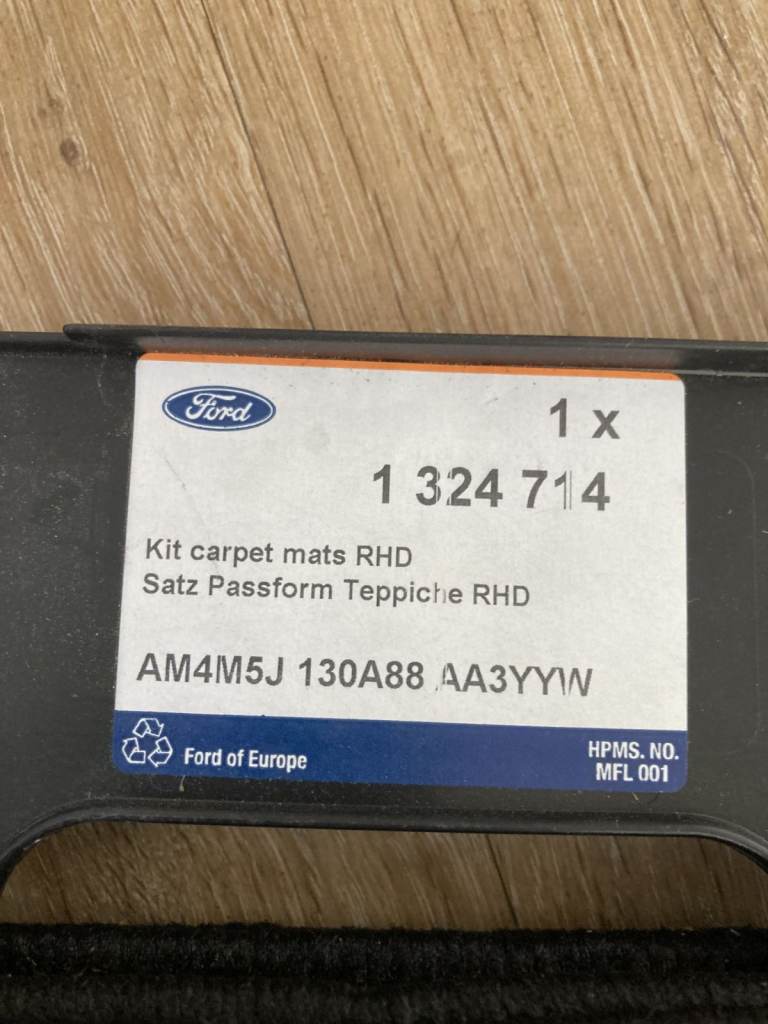 Ford
1 x
1 324 714
Kit carpet mats RHD
Satz Passform Teppiche RHD
AM4M5J 130A88 AA3YYW
Ford of Europe
HPMS. NO.
MFL 001